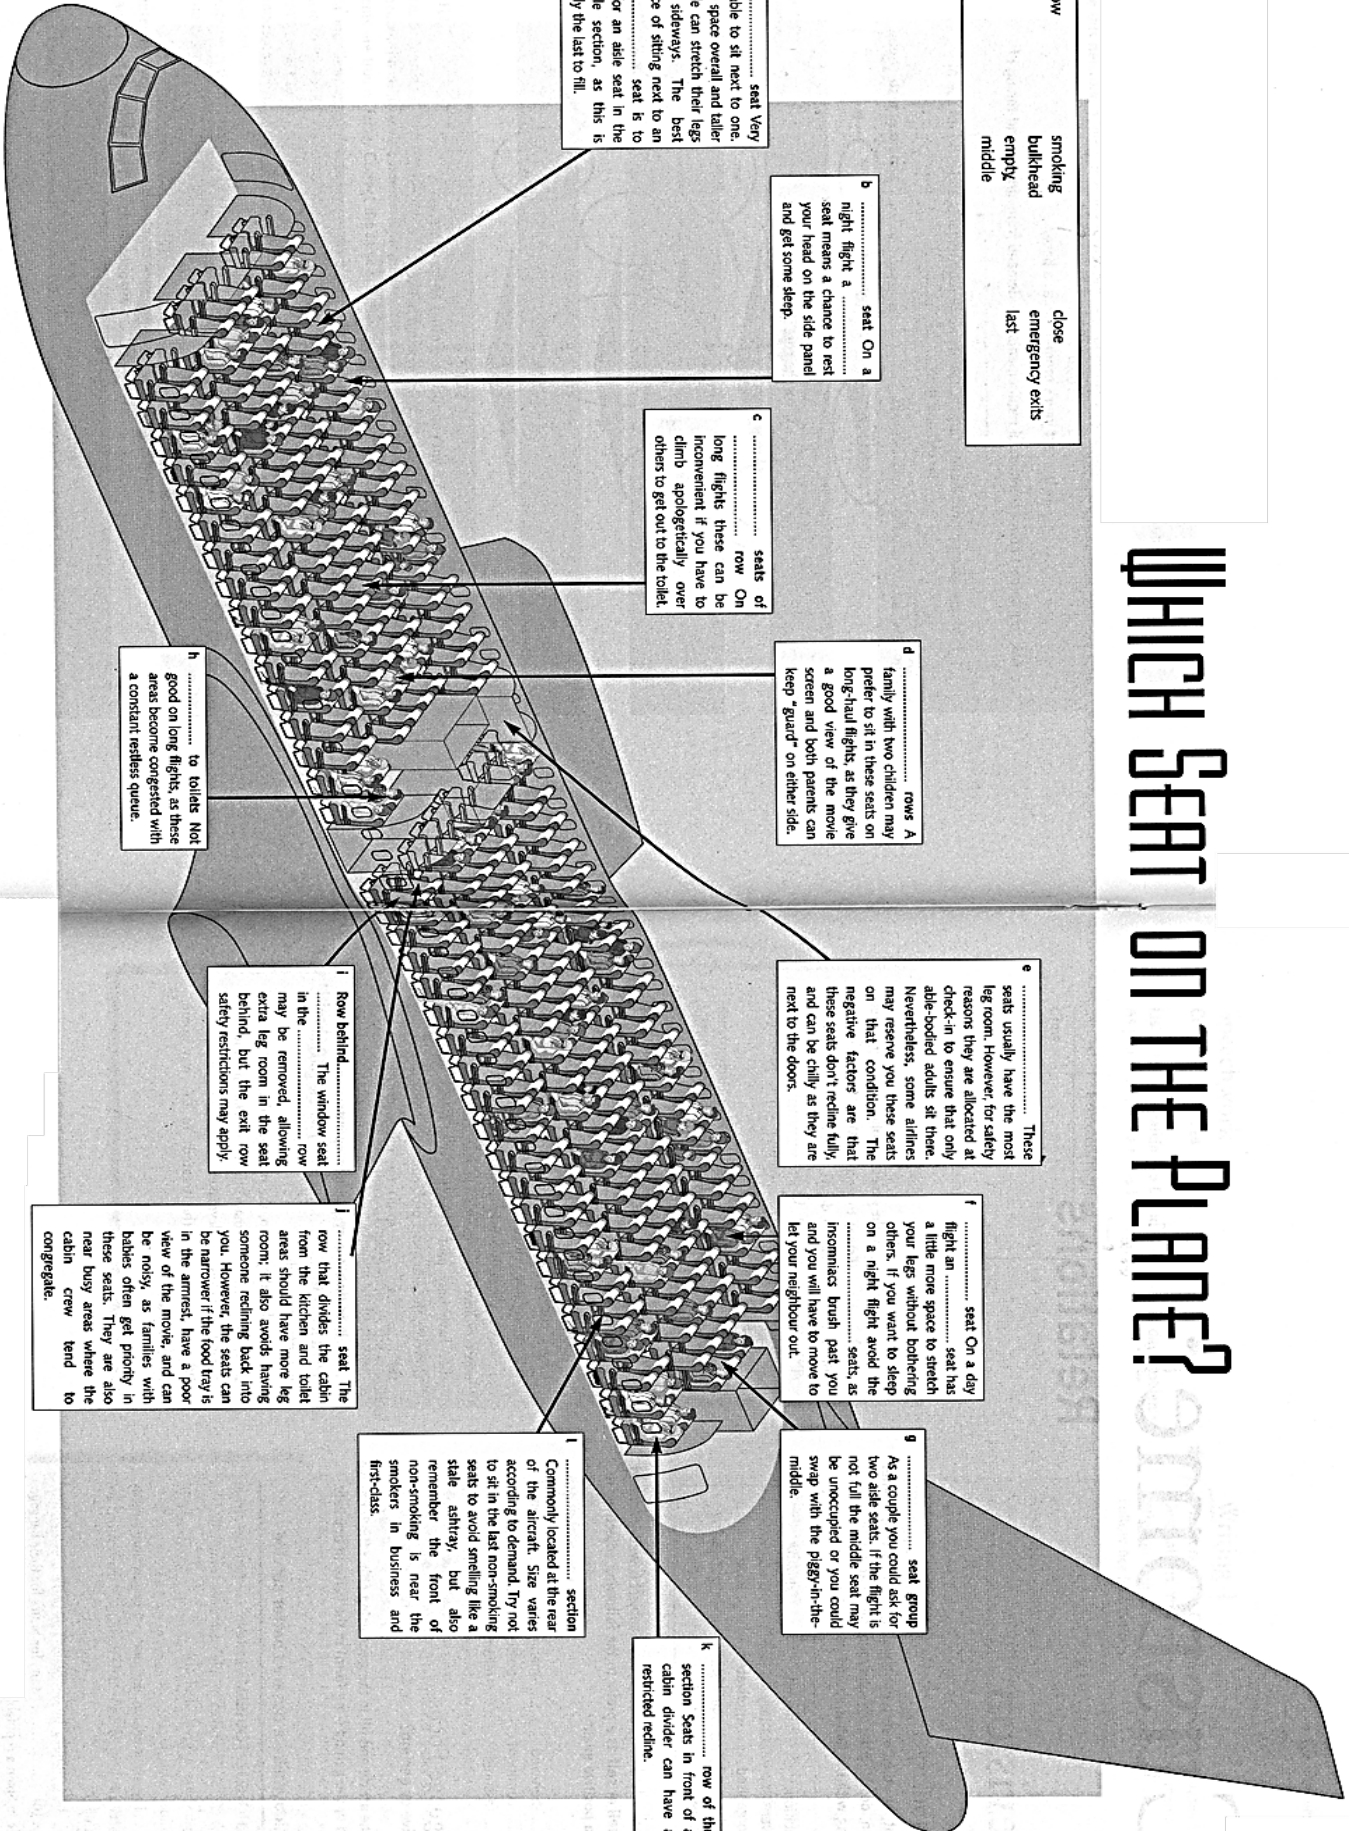 WHICH SEAT ON THE PLANE?
smoking
bulkhead
empty
middle
close
emergency exits
last
.............. seat Very
ble to sit next to one.
space overall and taller
e can stretch their legs
sideways. The best
ce of sitting next to an
.............. seat is to
or an aisle seat in the
le section, as this is
ly the last to fill.
b .............. seat On a
night flight a ..............
seat means a chance to rest
your head on the side panel
and get some sleep.
c .............. seats of
.............. row On
long flights these can be
inconvenient if you have to
climb apologetically over
others to get out to the toilet.
d .............. rows A
family with two children may
prefer to sit in these seats on
long-haul flights, as they give
a good view of the movie
screen and both parents can
keep "guard" on either side.
e .............. These
seats usually have the most
leg room. However, for safety
reasons they are allocated at
check-in to ensure that only
able-bodied adults sit there.
Nevertheless, some airlines
may reserve you these seats
on that condition. The
negative factors are that
these seats don't recline fully,
and can be chilly as they are
next to the doors.
f .............. seat On a day
flight an .............. seat has
a little more space to stretch
your legs without bothering
others. If you want to sleep
on a night flight avoid the
.............. seats, as
insomniacs brush past you
and you will have to move to
let your neighbour out.
g .............. seat group
As a couple you could ask for
two aisle seats. If the flight is
not full the middle seat may
be unoccupied or you could
swap with the piggy-in-the-
middle.
h .............. to toilets Not
good on long flights, as these
areas become congested with
a constant restless queue.
i Row behind..............
.............. The window seat
in the .............. row
may be removed, allowing
extra leg room in the seat
behind, but the exit row
safety restrictions may apply.
j .............. seat The
row that divides the cabin
from the kitchen and toilet
areas should have more leg
room; it also avoids having
someone reclining back into
you. However, the seats can
be narrower if the food tray is
in the armrest, have a poor
view of the movie, and can
be noisy, as families with
babies often get priority in
these seats. They are also
near busy areas where the
cabin crew tend to
congregate.
k .............. row of the
section Seats in front of a
cabin divider can have a
restricted recline.
l .............. section
Commonly located at the rear
of the aircraft. Size varies
according to demand. Try not
to sit in the last non-smoking
seats to avoid smelling like a
stale ashtray, but also
remember the front of
non-smoking is near the
smokers in business and
first-class.